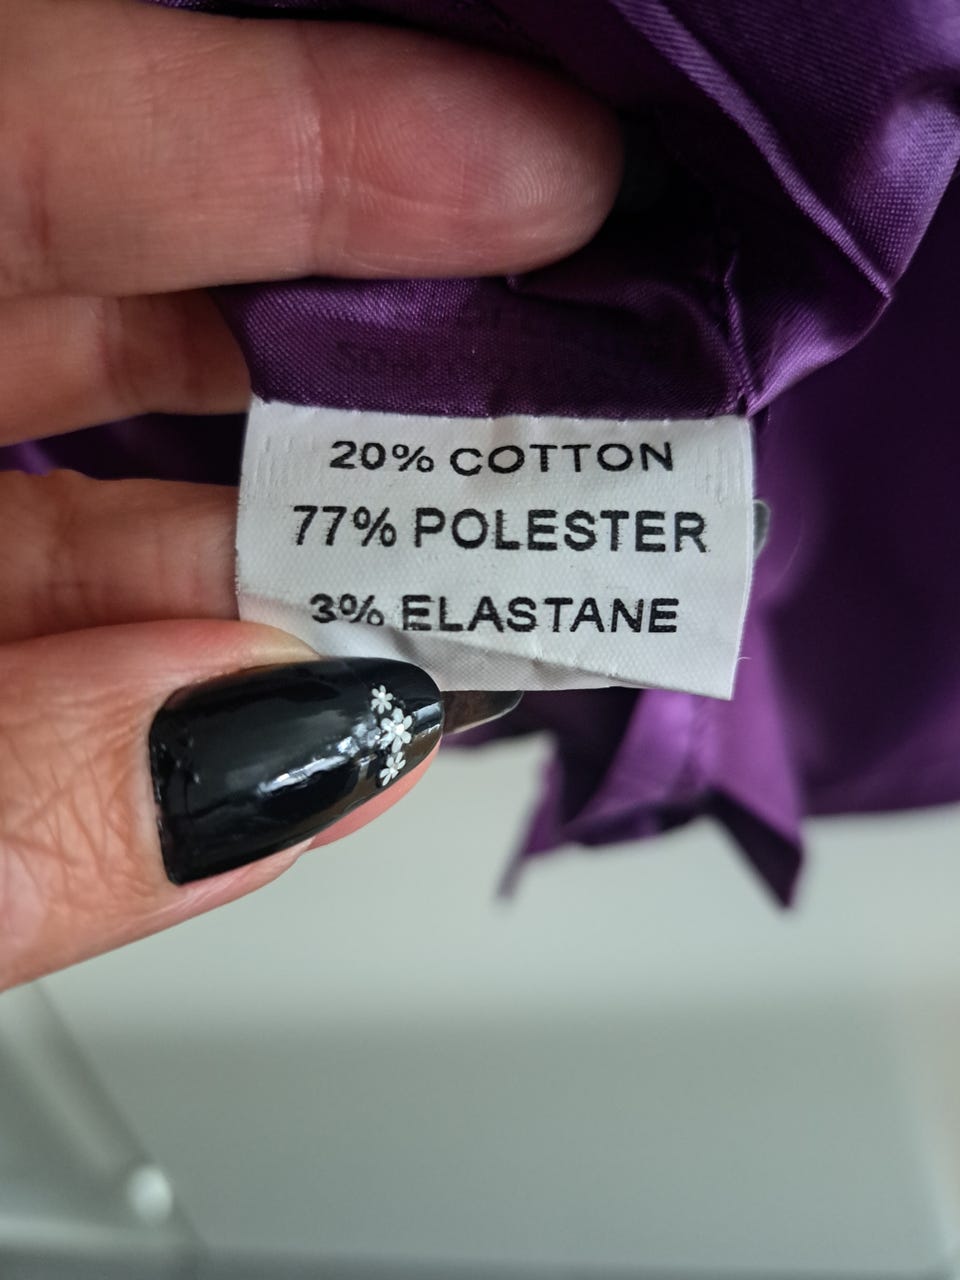 20% COTTON
77% POLESTER
3% ELASTANE